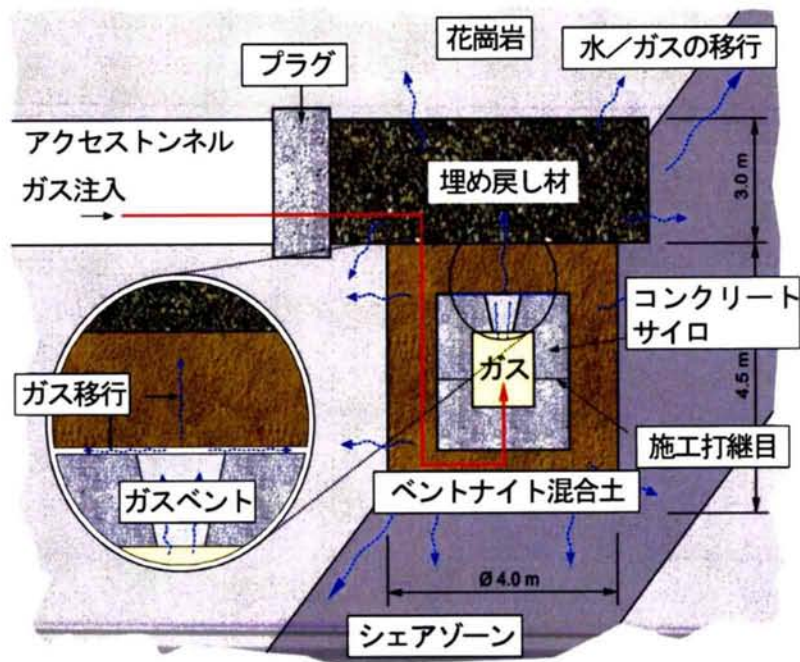 花崗岩
水／ガスの移行
プラグ
アクセストンネル
ガス注入
埋め戻し材
3.0 m
コンクリート
サイロ
ガス
4.5 m
ガス移行
施工打継目
ガスベント
ベントナイト混合土
Ø 4.0 m
シェアゾーン